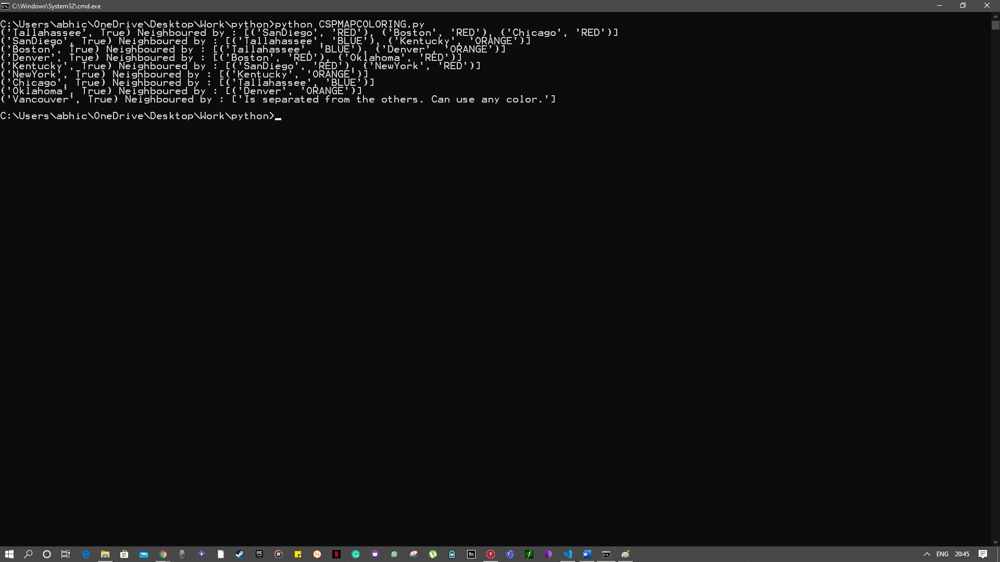 C:\Windows\System32\cmd.exe
C:\Users\abhic\OneDrive\Desktop\Work\python>python CSPMAPCOLORING.py
('Tallahassee', True) Neighboured by : [('SanDiego', 'RED'), ('Boston', 'RED'), ('Chicago', 'RED')]
('SanDiego', True) Neighboured by : [('Tallahassee', 'BLUE'), ('Kentucky', 'ORANGE')]
('Boston', True) Neighboured by : [('Tallahassee', 'BLUE'), ('Denver', 'ORANGE')]
('Denver', True) Neighboured by : [('Boston', 'RED'), ('Oklahoma', 'RED')]
('Kentucky', True) Neighboured by : [('SanDiego', 'RED'), ('NewYork', 'RED')]
('NewYork', True) Neighboured by : [('Kentucky', 'ORANGE')]
('Chicago', True) Neighboured by : [('Tallahassee', 'BLUE')]
('Oklahoma', True) Neighboured by : [('Denver', 'ORANGE')]
('Vancouver', True) Neighboured by : ['Is separated from the others. Can use any color.']
C:\Users\abhic\OneDrive\Desktop\Work\python>
ENG 20:45